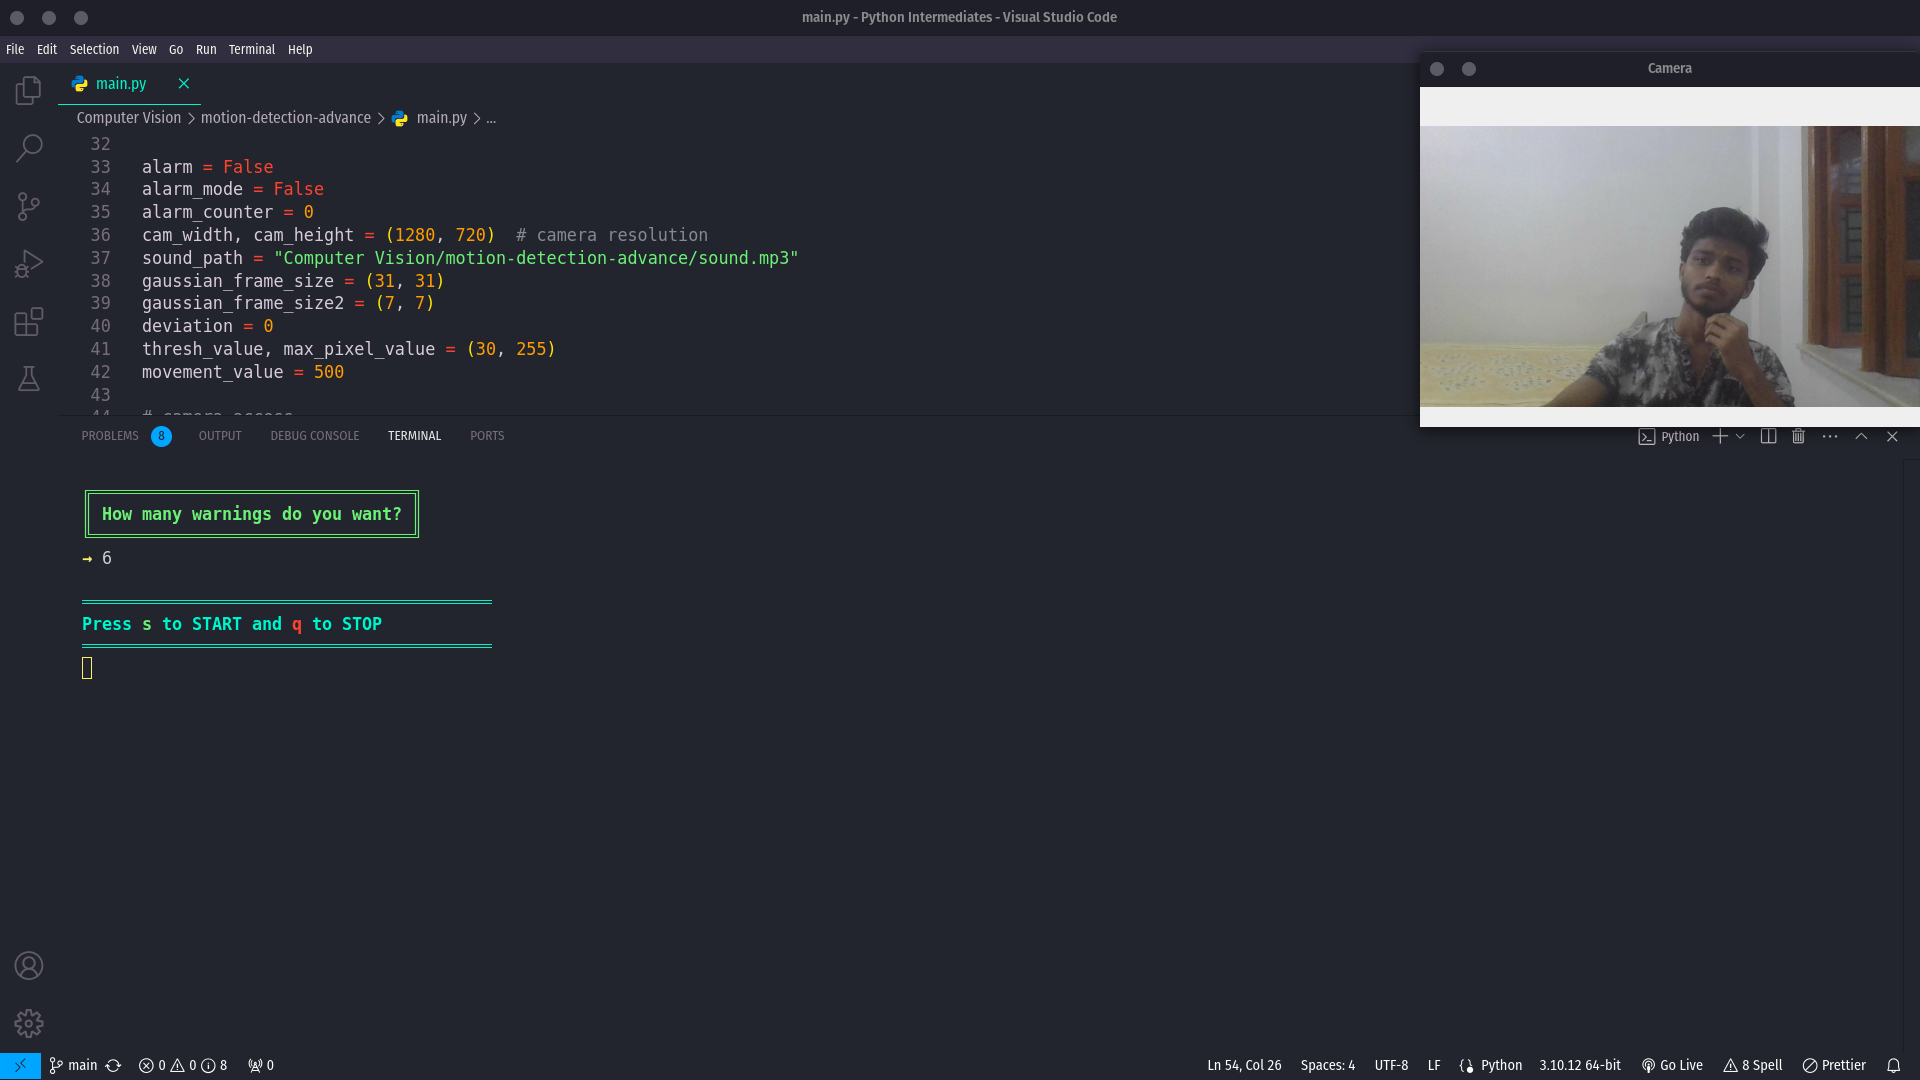 main.py - Python Intermediates - Visual Studio Code
File Edit Selection View Go Run Terminal Help
Camera
main.py
Computer Vision > motion-detection-advance > main.py > ...
32
33 alarm = False
34 alarm_mode = False
35 alarm_counter = 0
36 cam_width, cam_height = (1280, 720)  # camera resolution
37 sound_path = "Computer Vision/motion-detection-advance/sound.mp3"
38 gaussian_frame_size = (31, 31)
39 gaussian_frame_size2 = (7, 7)
40 deviation = 0
41 thresh_value, max_pixel_value = (30, 255)
42 movement_value = 500
43
44 # camera access
PROBLEMS 8 OUTPUT DEBUG CONSOLE TERMINAL PORTS
Python
How many warnings do you want?
→ 6
Press s to START and q to STOP
main 0 0 8 0
Ln 54, Col 26 Spaces: 4 UTF-8 LF Python 3.10.12 64-bit Go Live 8 Spell Prettier